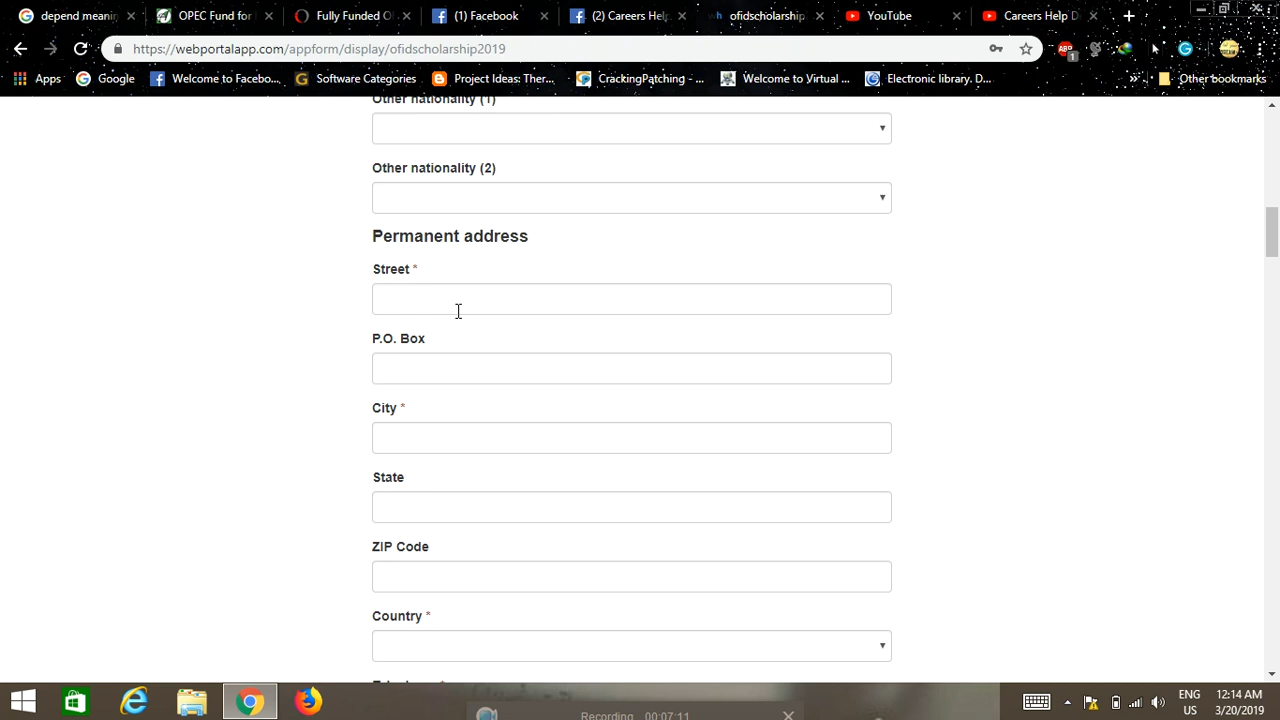 depend meanin
OPEC Fund for
Fully Funded O
(1) Facebook
(2) Careers Hel
ofidscholarship
YouTube
Careers Help D
https://webportalapp.com/appform/display/ofidscholarship2019
ABP
1
Apps
Google
Welcome to Facebo...
Software Categories
Project Ideas: Ther...
CrackingPatching - ...
Welcome to Virtual ...
Electronic library. D...
Other bookmarks
Other nationality (1)
Other nationality (2)
Permanent address
Street *
P.O. Box
City *
State
ZIP Code
Country *
Recording 00:07:11
ENG
US
12:14 AM
3/20/2019